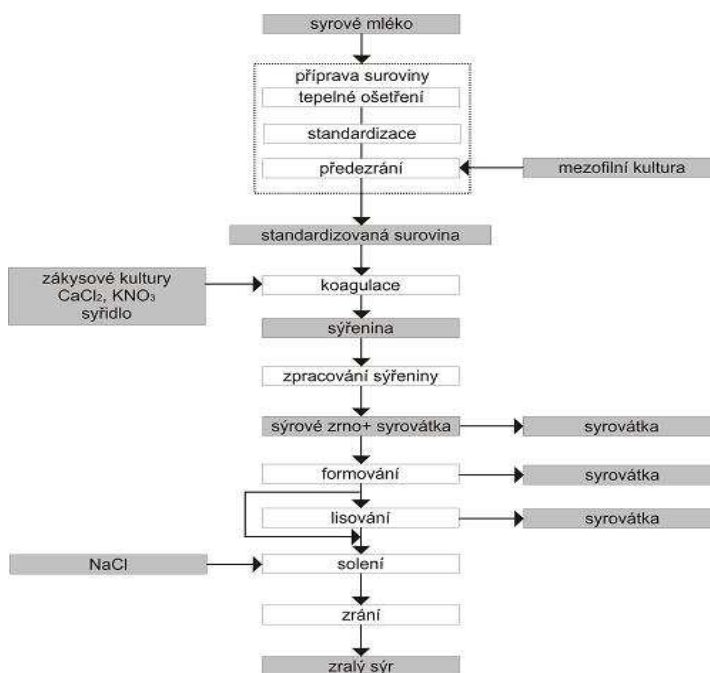 syrové mléko
příprava suroviny
tepelné ošetření
standardizace
předezrání
mezofilní kultura
standardizovaná surovina
zákysové kultury
CaCl₂, KNO₃
syřidlo
koagulace
sýřenina
zpracování sýřeniny
sýrové zrno+ syrovátka
syrovátka
formování
syrovátka
lisování
syrovátka
NaCl
solení
zrání
zralý sýr